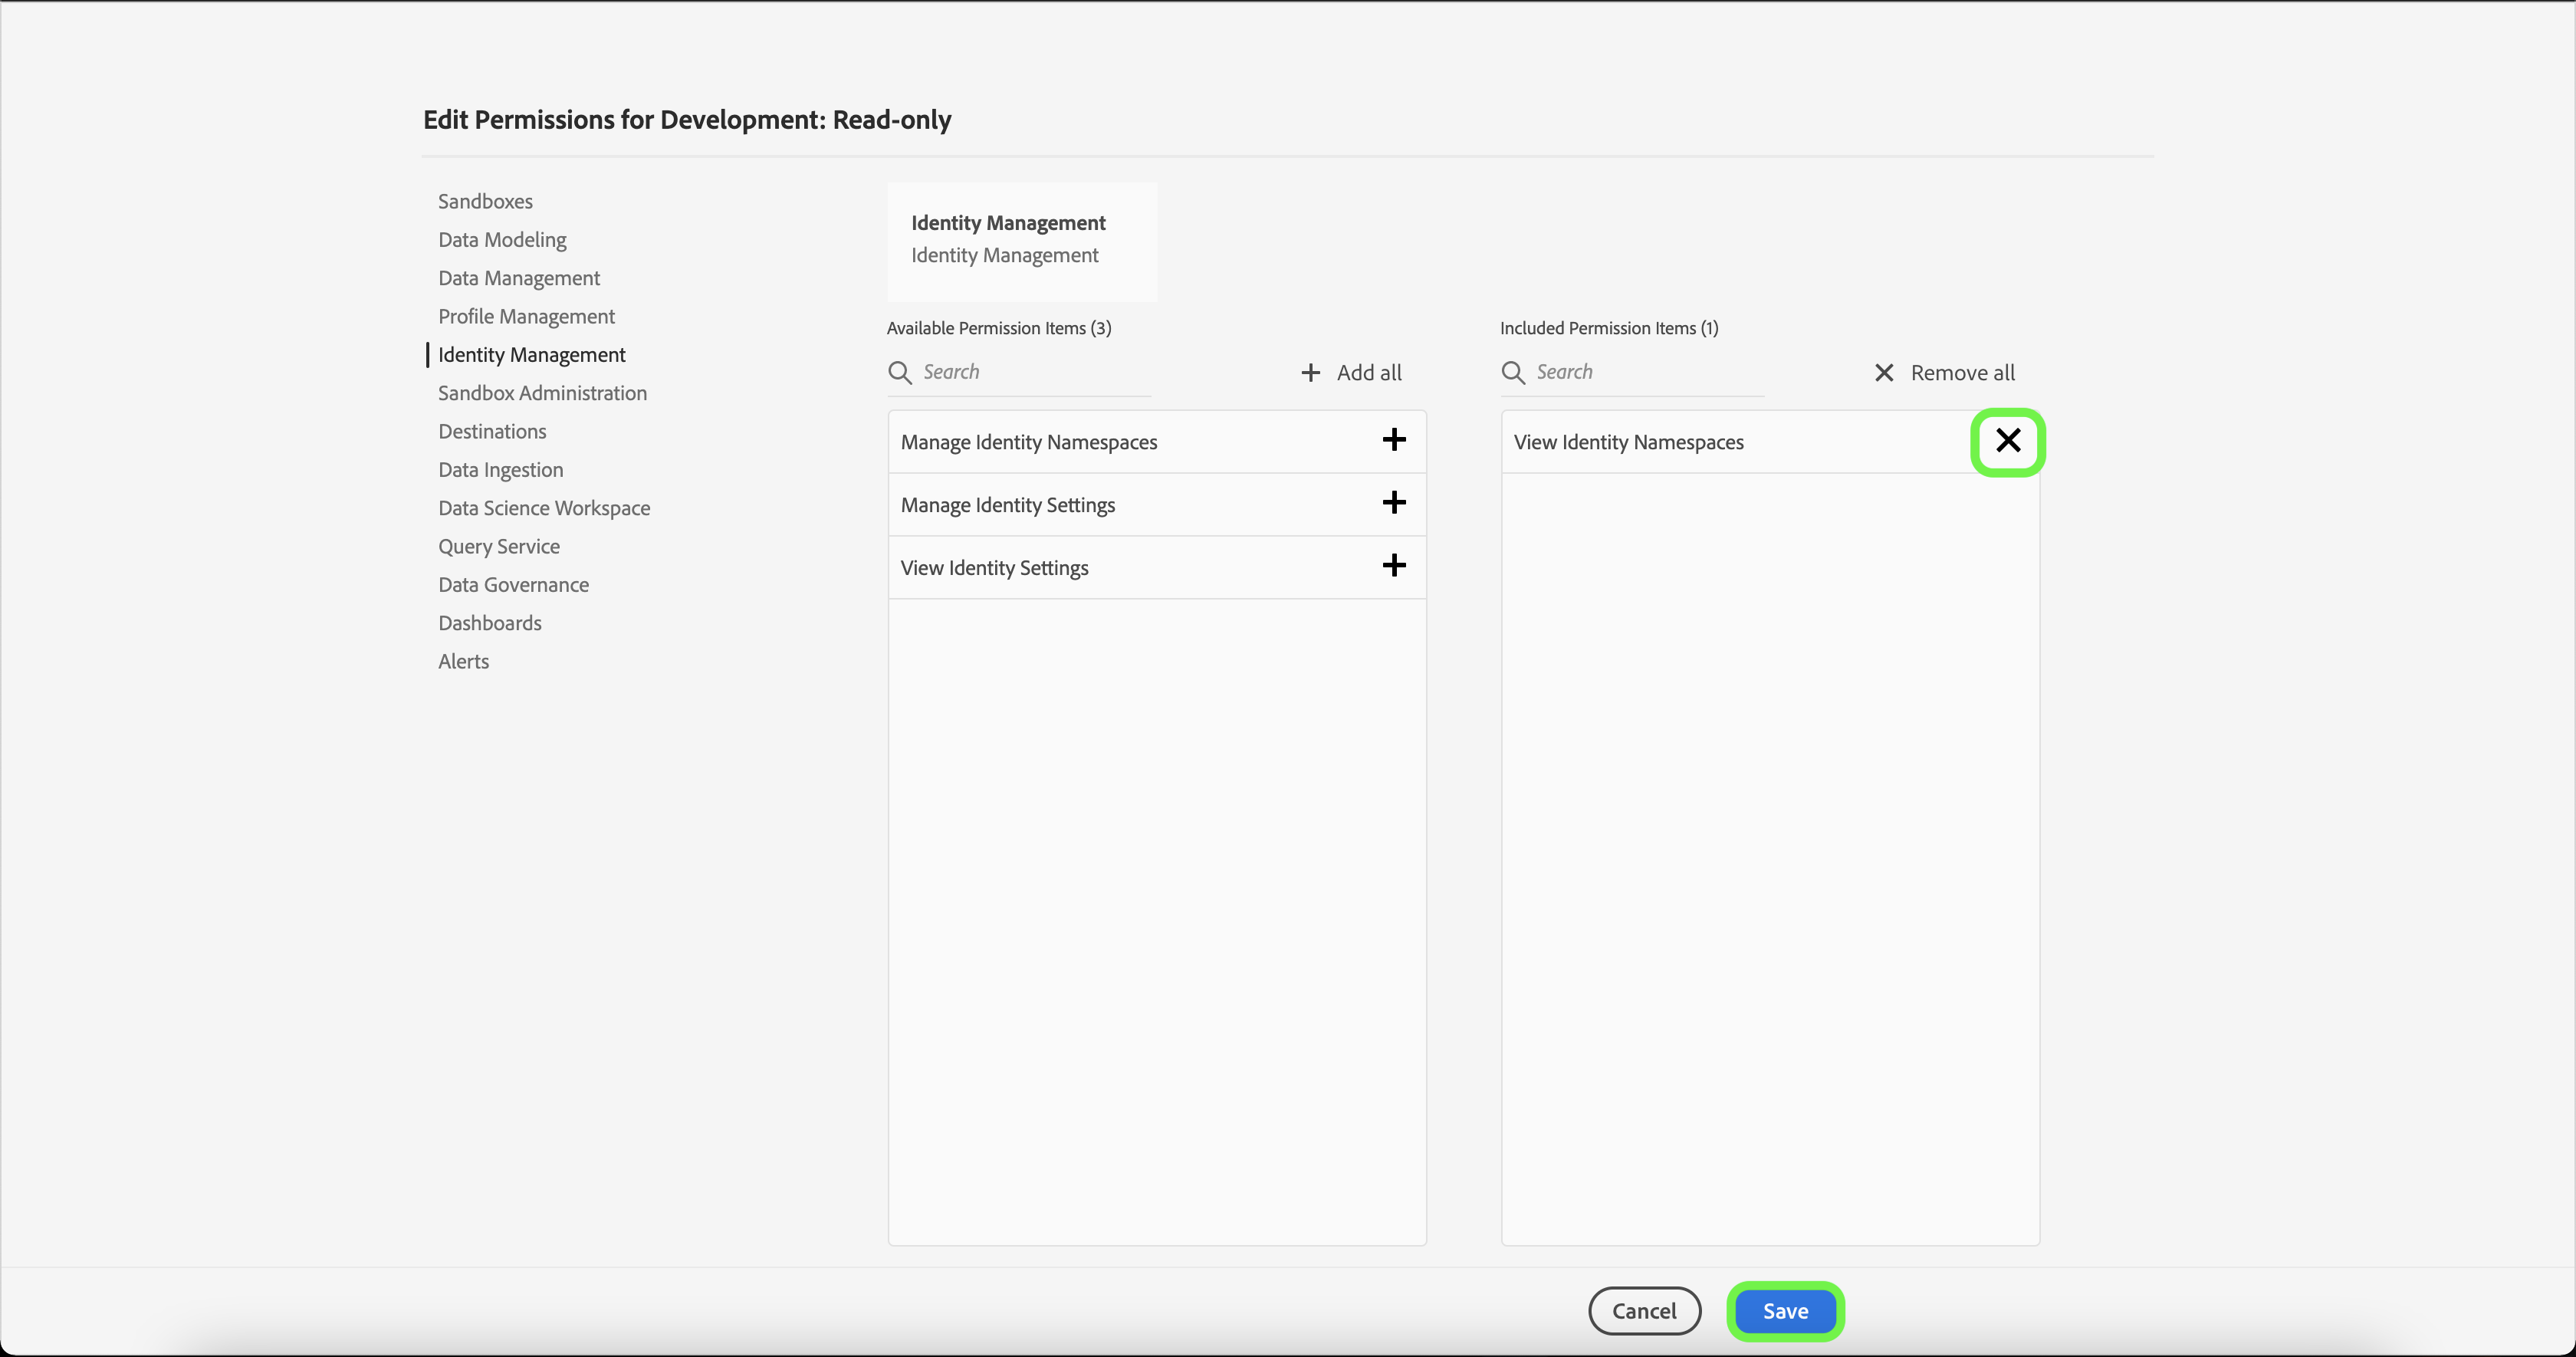 Edit Permissions for Development: Read-only
Sandboxes
Data Modeling
Data Management
Profile Management
Identity Management
Sandbox Administration
Destinations
Data Ingestion
Data Science Workspace
Query Service
Data Governance
Dashboards
Alerts
Identity Management
Identity Management
Available Permission Items (3)
Search
Add all
Manage Identity Namespaces
Manage Identity Settings
View Identity Settings
Included Permission Items (1)
Search
Remove all
View Identity Namespaces
Cancel
Save